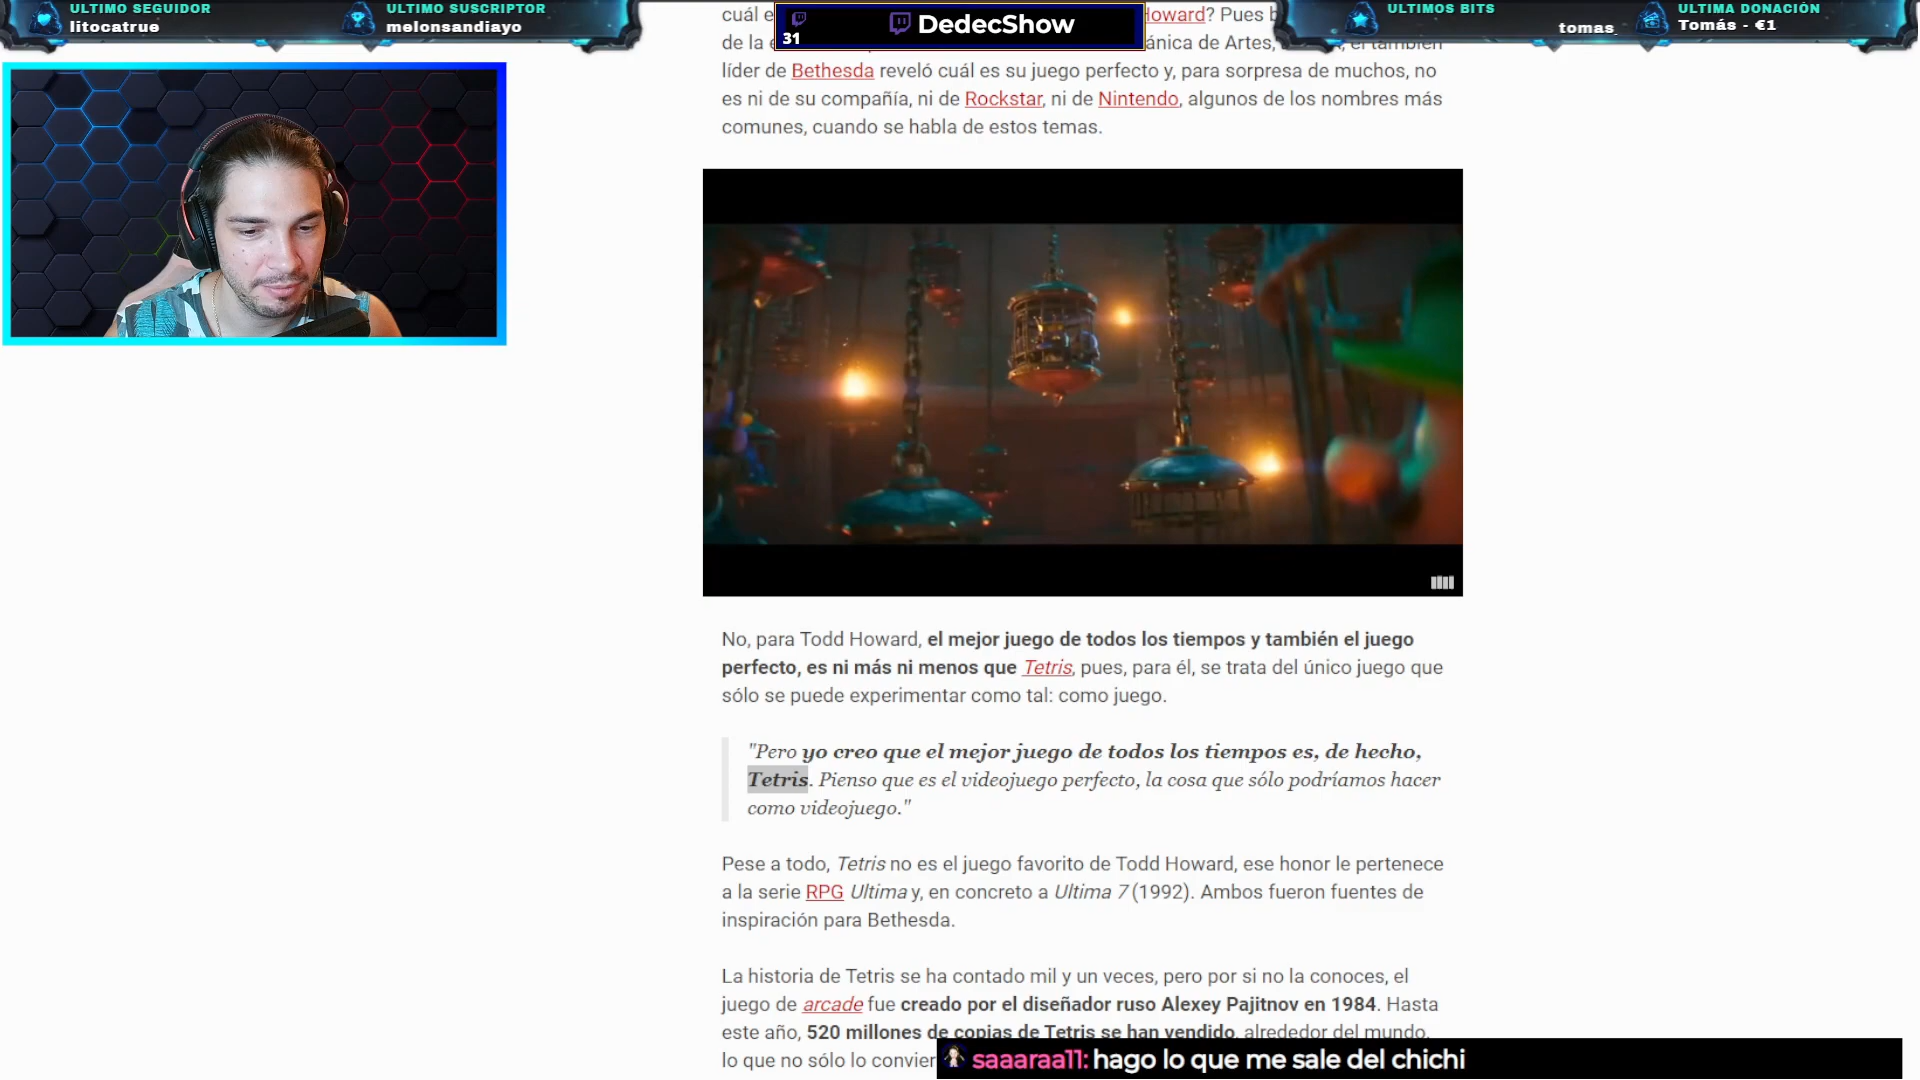 ULTIMO SEGUIDOR
litocatrue
ULTIMO SUSCRIPTOR
melonsandiayo
31
DedecShow
ULTIMOS BITS
tomas_
ULTIMA DONACIÓN
Tomás - €1
cuál e
Howard? Pues b
de la e
ánica de Artes,
él también
líder de Bethesda reveló cuál es su juego perfecto y, para sorpresa de muchos, no
es ni de su compañía, ni de Rockstar, ni de Nintendo, algunos de los nombres más
comunes, cuando se habla de estos temas.
No, para Todd Howard, el mejor juego de todos los tiempos y también el juego
perfecto, es ni más ni menos que Tetris, pues, para él, se trata del único juego que
sólo se puede experimentar como tal: como juego.
"Pero yo creo que el mejor juego de todos los tiempos es, de hecho,
Tetris. Pienso que es el videojuego perfecto, la cosa que sólo podríamos hacer
como videojuego."
Pese a todo, Tetris no es el juego favorito de Todd Howard, ese honor le pertenece
a la serie RPG Ultima y, en concreto a Ultima 7 (1992). Ambos fueron fuentes de
inspiración para Bethesda.
La historia de Tetris se ha contado mil y un veces, pero por si no la conoces, el
juego de arcade fue creado por el diseñador ruso Alexey Pajitnov en 1984. Hasta
este año, 520 millones de copias de Tetris se han vendido, alrededor del mundo,
lo que no sólo lo convier
saaaraa11: hago lo que me sale del chichi